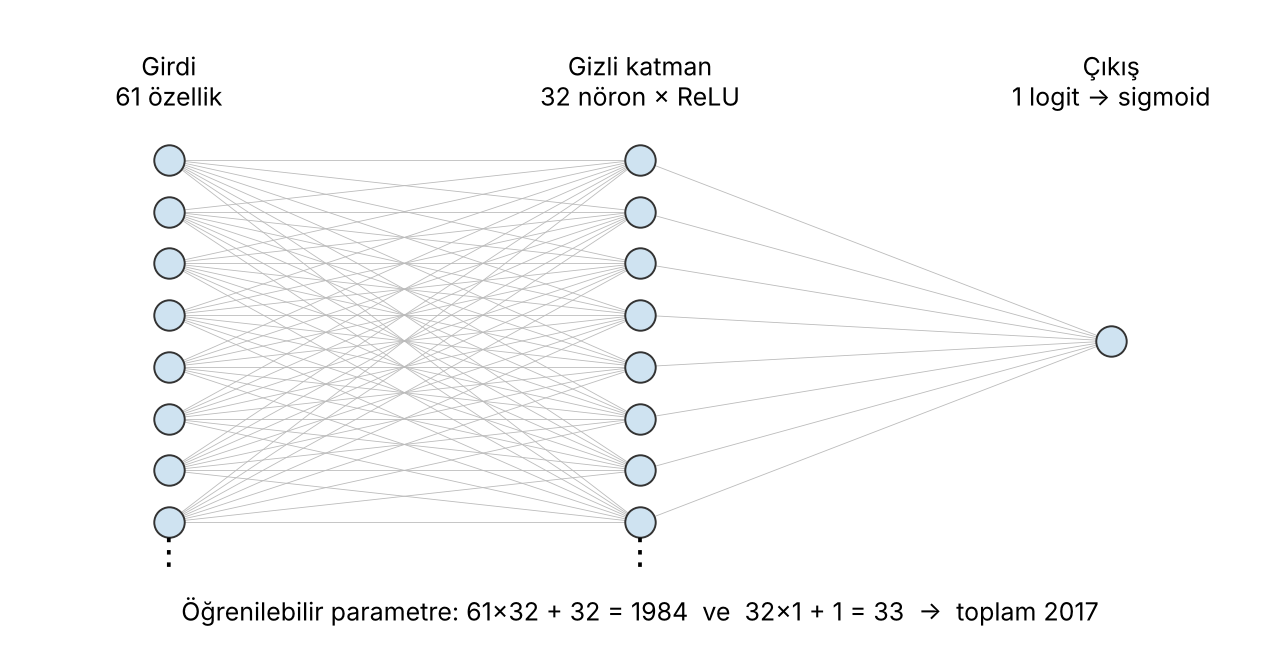 Girdi
61 özellik
Gizli katman
32 nöron × ReLU
Çıkış
1 logit → sigmoid
Öğrenilebilir parametre: 61×32 + 32 = 1984 ve 32×1 + 1 = 33 → toplam 2017